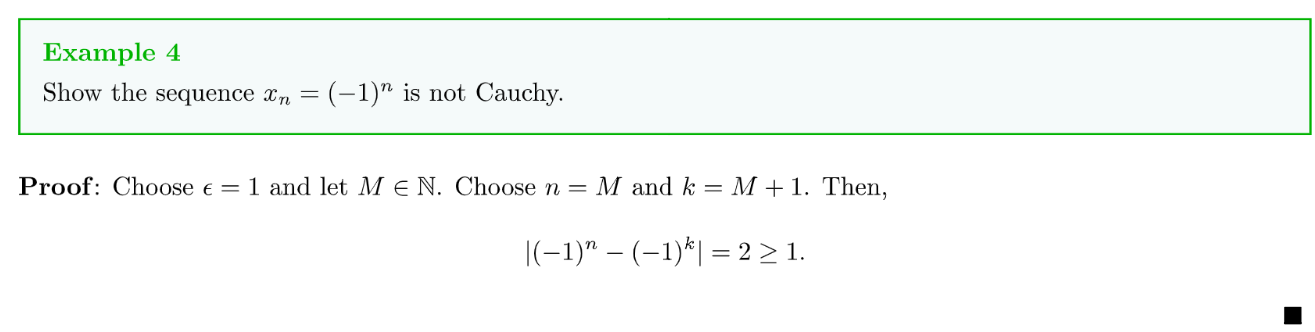 Example 4
Show the sequence $x_n = (-1)^n$ is not Cauchy.
Proof: Choose $\epsilon = 1$ and let $M \in \mathbb{N}$. Choose $n = M$ and $k = M + 1$. Then,
$|(-1)^n - (-1)^k| = 2 \geq 1.$
■